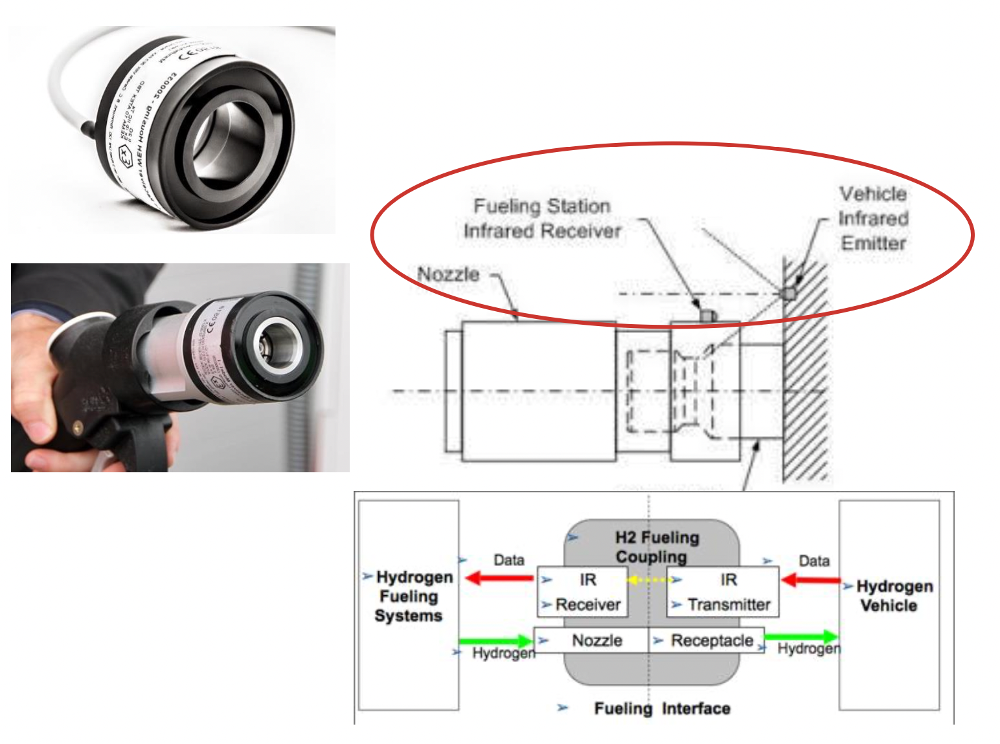 200033
Fueling Station
Infrared Receiver
Vehicle
Infrared
Emitter
Nozzle
H2 Fueling
Coupling
Data
Data
Hydrogen
Fueling
Systems
IR
Receiver
IR
Transmitter
Hydrogen
Vehicle
Nozzle
Receptacle
Hydrogen
Hydrogen
Fueling Interface